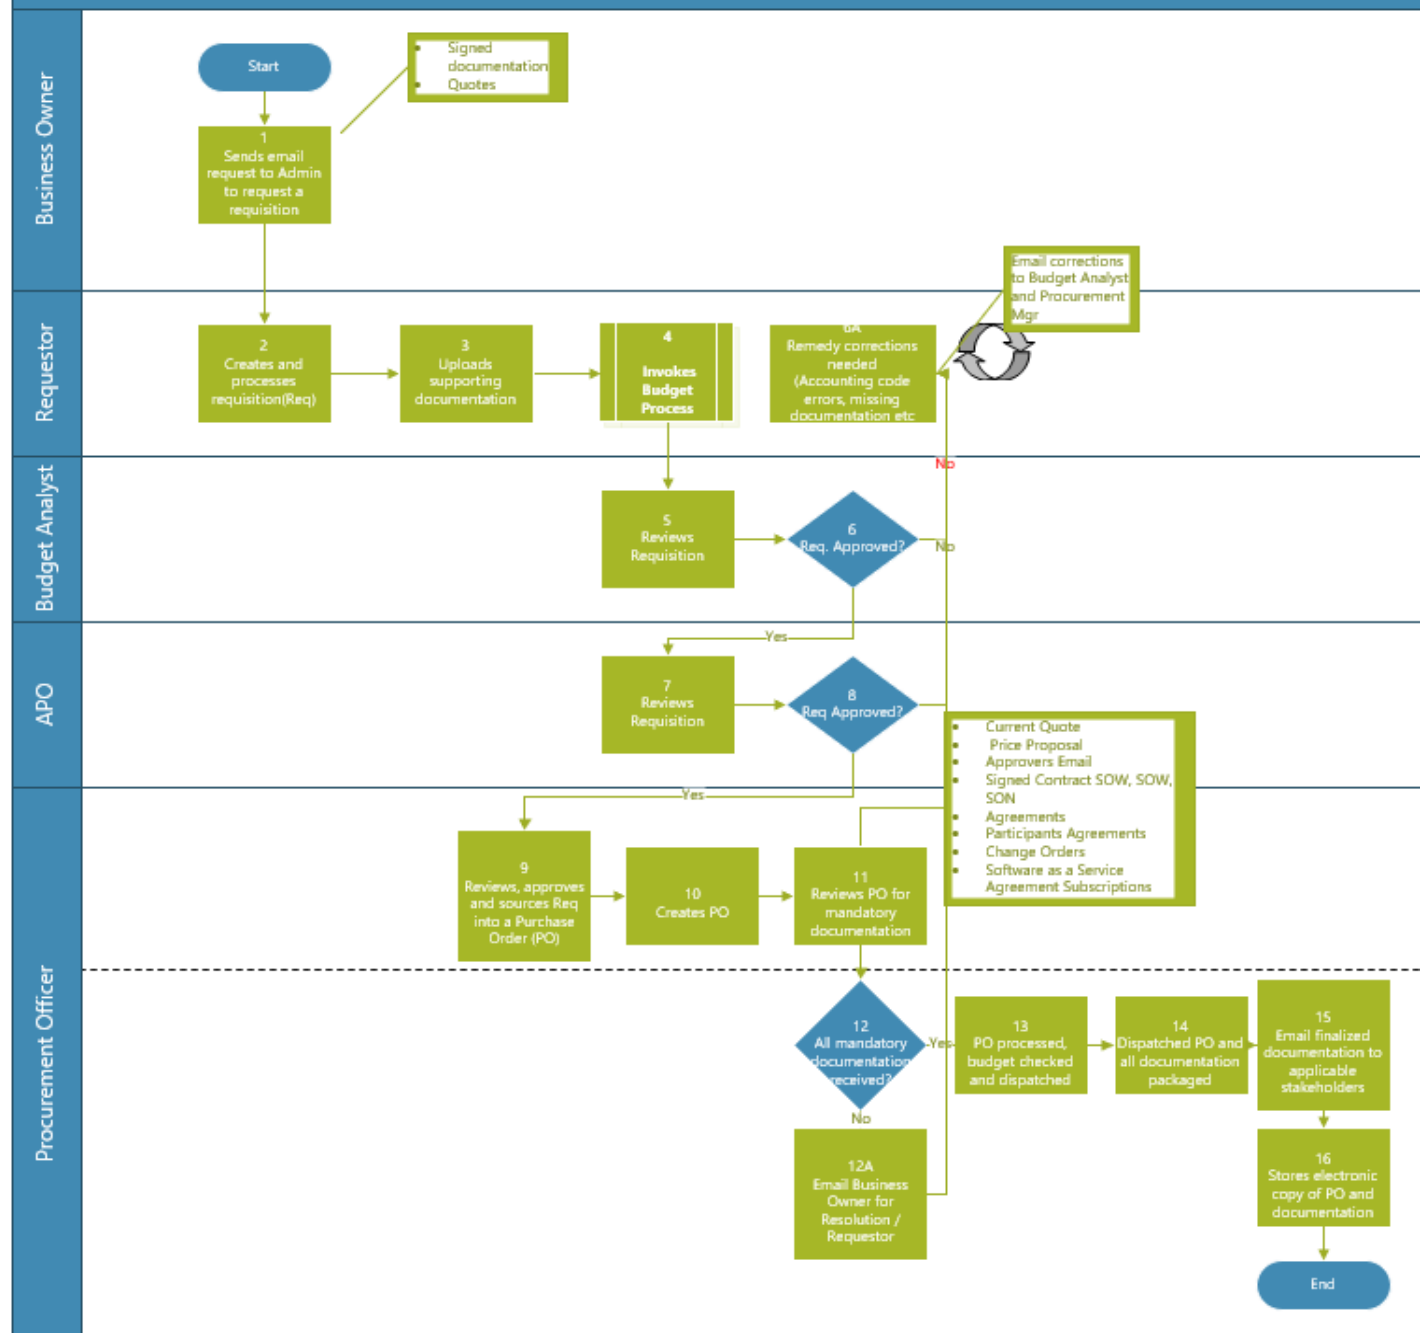 Business Owner
Start
Signed
documentation
Quotes
1
Sends email
request to Admin
to request a
requisition
Requestor
2
Creates and
processes
requisition(Req)
3
Uploads
supporting
documentation
4
Invokes
Budget
Process
6A
Remedy corrections
needed
(Accounting code
errors, missing
documentation etc
Email corrections
to Budget Analyst
and Procurement
Mgr
No
Budget Analyst
5
Reviews
Requisition
6
Req. Approved?
No
Yes
APO
7
Reviews
Requisition
8
Req Approved?
Yes
Current Quote
Price Proposal
Approvers Email
Signed Contract SOW, SOW,
SON
Agreements
Participants Agreements
Change Orders
Software as a Service
Agreement Subscriptions
Procurement Officer
9
Reviews, approves
and sources Req
into a Purchase
Order (PO)
10
Creates PO
11
Reviews PO for
mandatory
documentation
12
All mandatory
documentation
received?
Yes
No
13
PO processed,
budget checked
and dispatched
14
Dispatched PO and
all documentation
packaged
15
Email finalized
documentation to
applicable
stakeholders
12A
Email Business
Owner for
Resolution /
Requestor
16
Stores electronic
copy of PO and
documentation
End